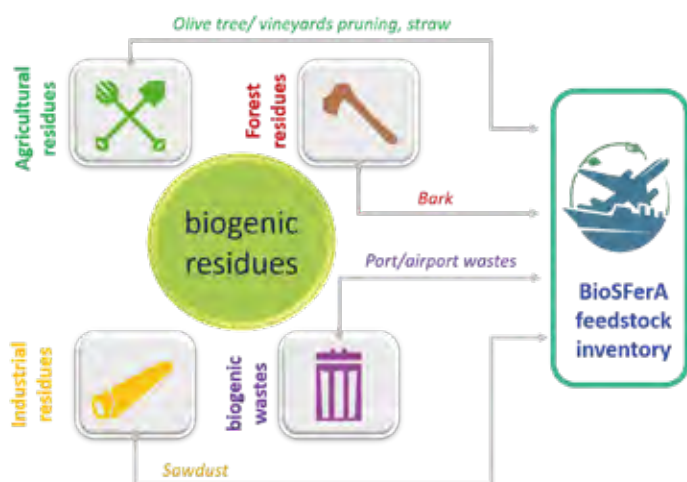 Olive tree/ vineyards pruning, straw
Agricultural
residues
Forest
residues
Bark
biogenic
residues
Port/airport wastes
BioSFerA
feedstock
inventory
Industrial
residues
biogenic
wastes
Sawdust